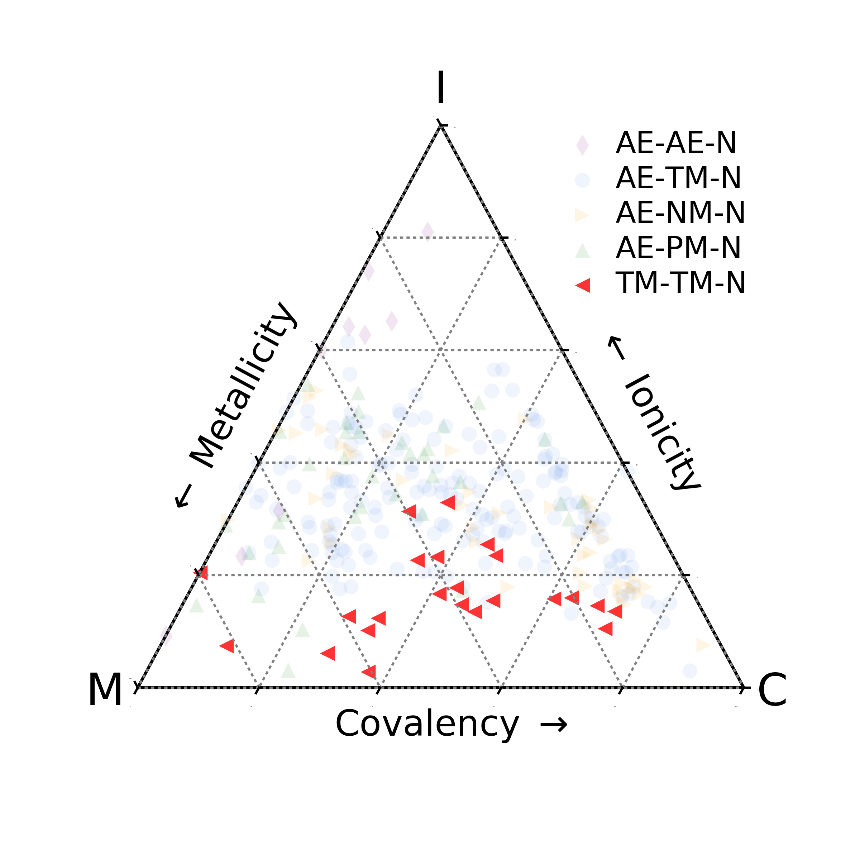 I
AE-AE-N
AE-TM-N
AE-NM-N
AE-PM-N
TM-TM-N
← Metallicity
← Ionicity
M
C
Covalency →